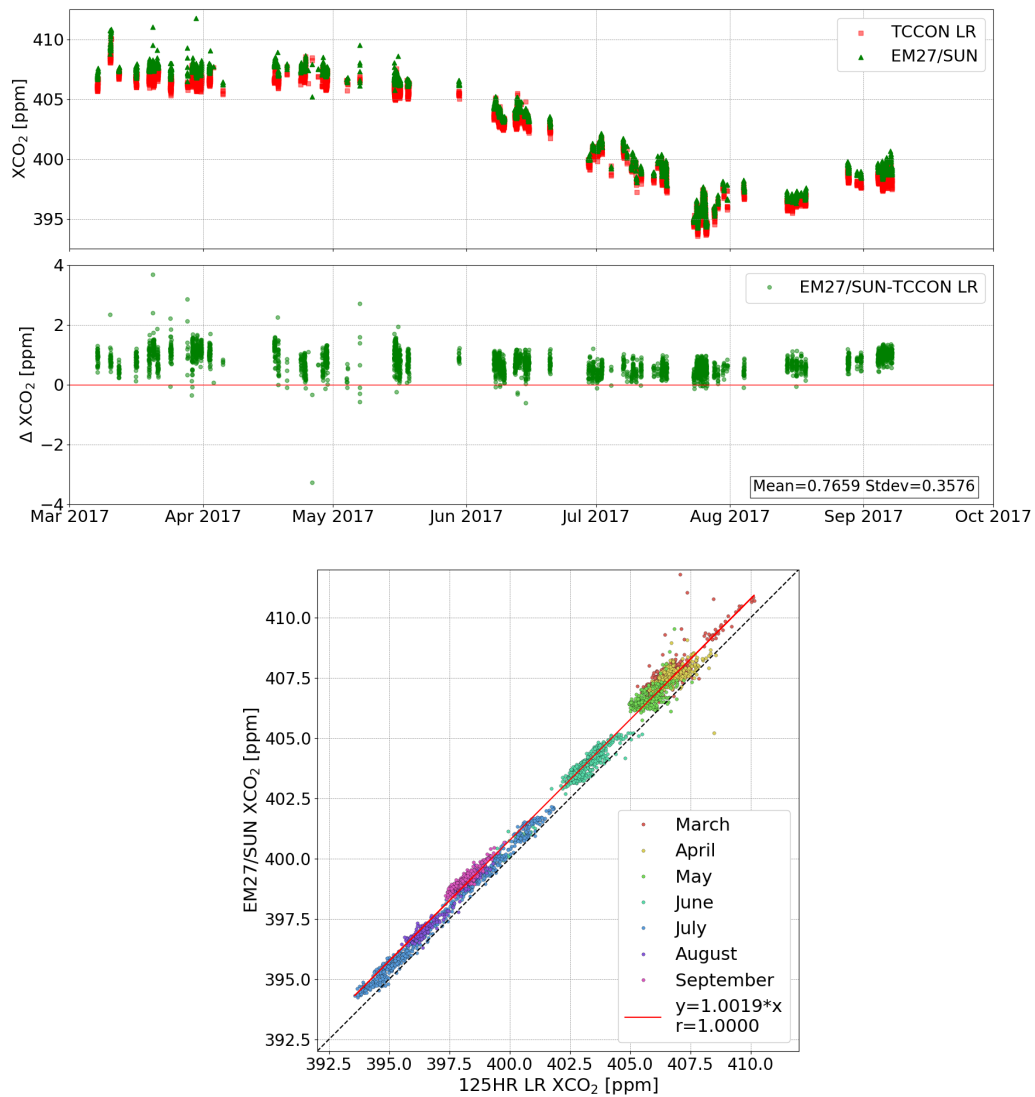 410
405
400
395
XCO₂ [ppm]
TCCON LR
EM27/SUN
4
2
0
−2
−4
Δ XCO₂ [ppm]
EM27/SUN-TCCON LR
Mean=0.7659 Stdev=0.3576
Mar 2017 Apr 2017 May 2017 Jun 2017 Jul 2017 Aug 2017 Sep 2017 Oct 2017
410.0
407.5
405.0
402.5
400.0
397.5
395.0
392.5
EM27/SUN XCO₂ [ppm]
March
April
May
June
July
August
September
y=1.0019*x
r=1.0000
392.5 395.0 397.5 400.0 402.5 405.0 407.5 410.0
125HR LR XCO₂ [ppm]